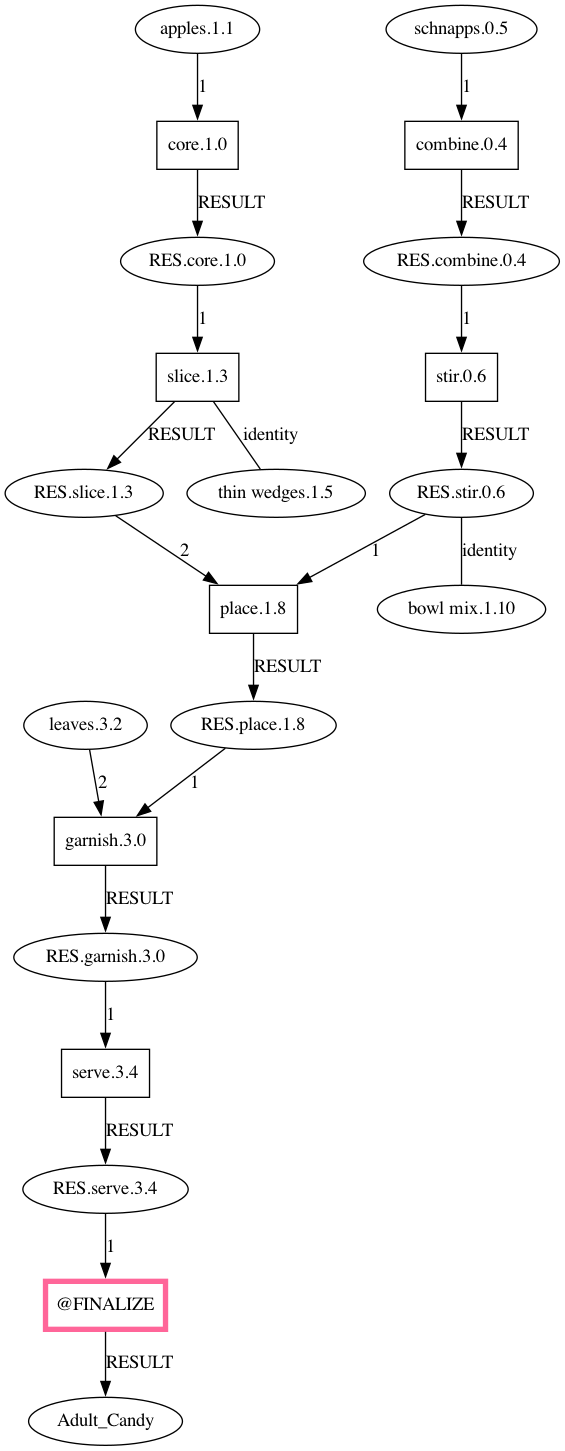 apples.1.1 schnapps.0.5
1 1
core.1.0 combine.0.4
RESULT RESULT
RES.core.1.0 RES.combine.0.4
1 1
slice.1.3 stir.0.6
RESULT identity RESULT
RES.slice.1.3 thin wedges.1.5 RES.stir.0.6
2 1 identity
place.1.8 bowl mix.1.10
RESULT
leaves.3.2 RES.place.1.8
2 1
garnish.3.0
RESULT
RES.garnish.3.0
1
serve.3.4
RESULT
RES.serve.3.4
1
@FINALIZE
RESULT
Adult_Candy